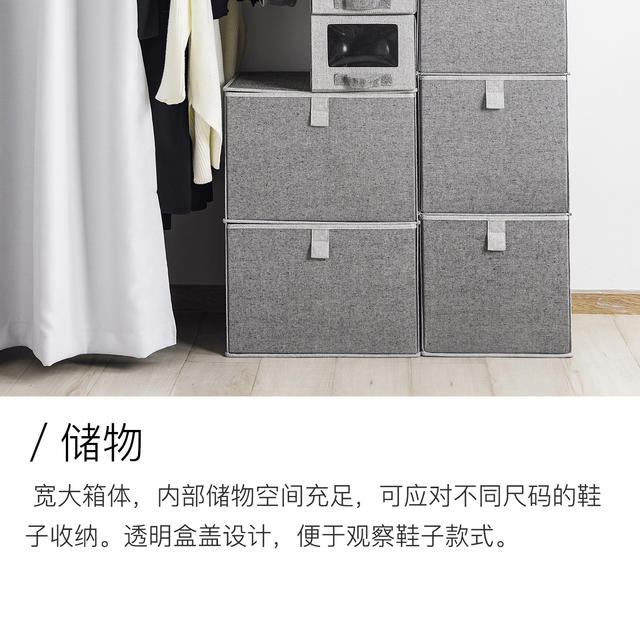 / 储物
宽大箱体，内部储物空间充足，可应对不同尺码的鞋
子收纳。透明盒盖设计，便于观察鞋子款式。